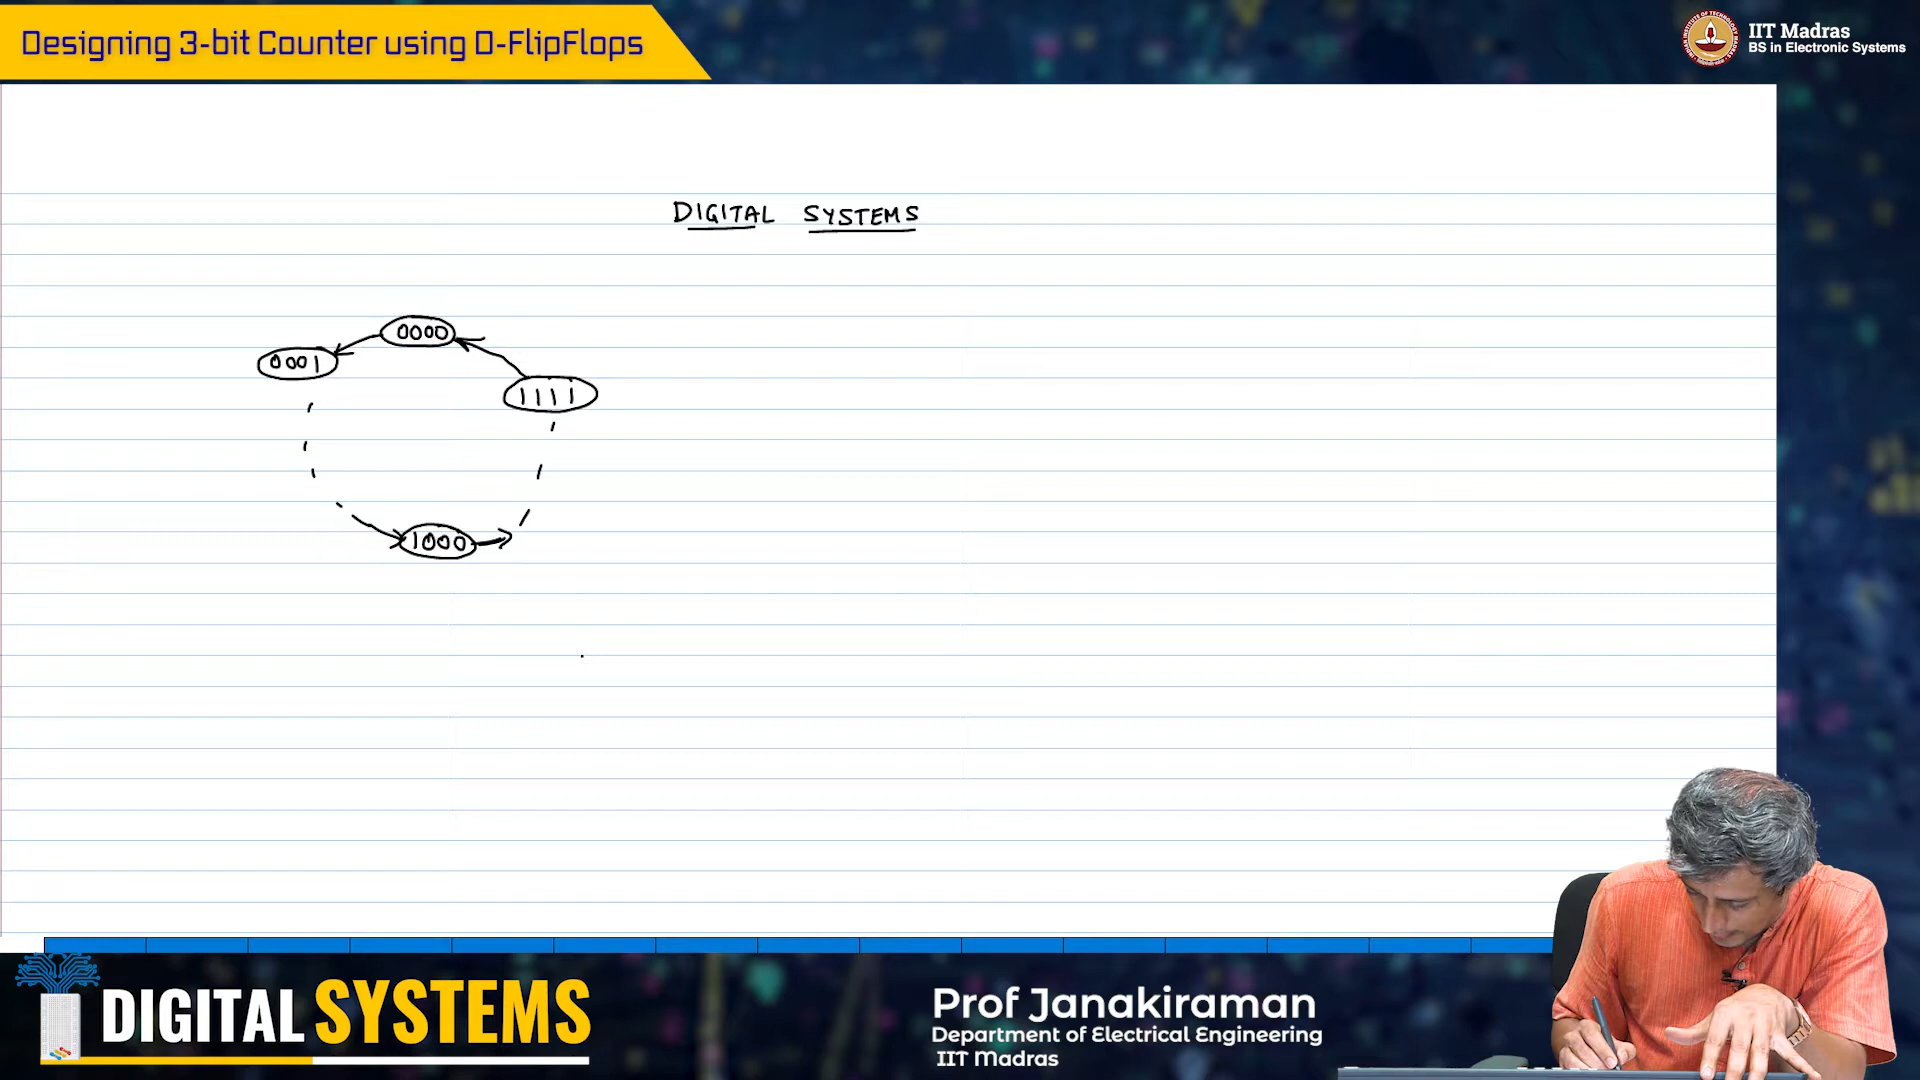 Designing 3-bit Counter using D-FlipFlops
IIT Madras
BS in Electronic Systems
DIGITAL SYSTEMS
0000
0001
1111
1000
DIGITAL SYSTEMS
Prof Janakiraman
Department of Electrical Engineering
IIT Madras